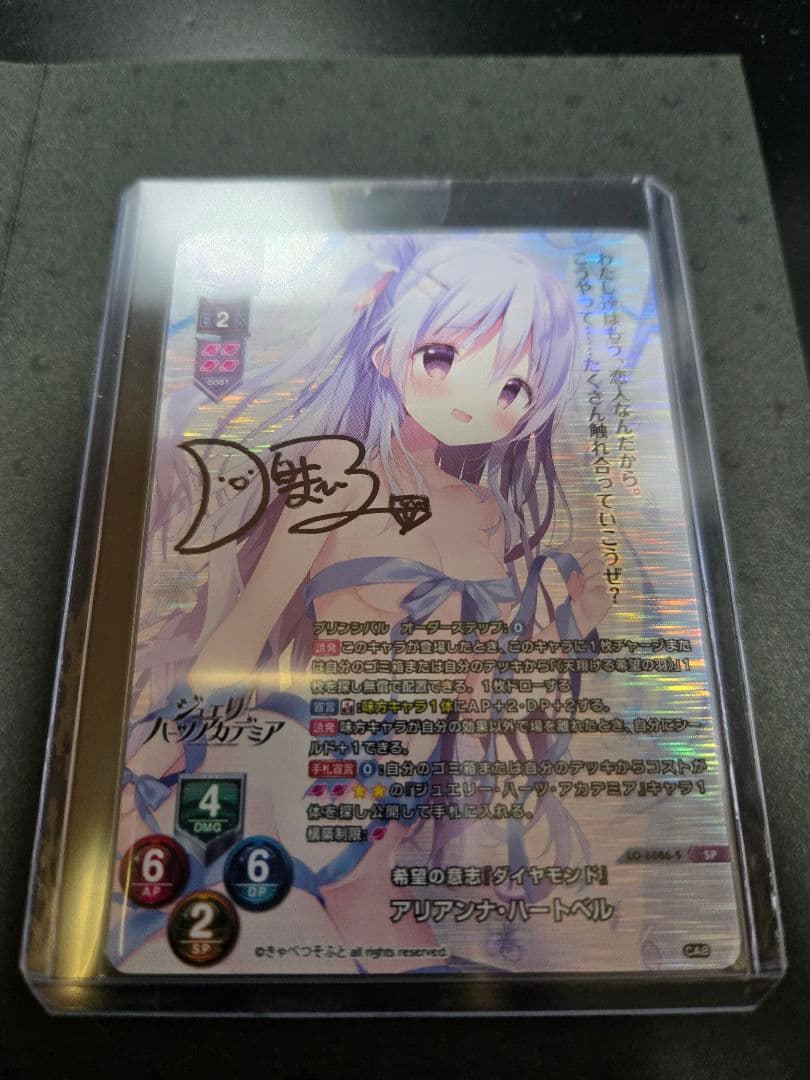 2
COST
わたし達はもう、恋人なんだから。
こうやって……たくさん触れ合っていこうぜ?
プリンシパル オーダーステップ:0
誘発 このキャラが登場したとき、このキャラに1枚チャージまた
は自分のゴミ箱または自分のデッキから「《天翔ける希望の羽》」1
枚を探し無償で配置できる。1枚ドローする
宣言 :味方キャラ1体にAP+2・DP+2する。
誘発 味方キャラが自分の効果以外で場を離れたとき、自分にシー
ルド+1できる。
手札宣言 0:自分のゴミ箱または自分のデッキからコストが
の『ジュエリー・ハーツ・アカデミア』キャラ1
体を探し公開して手札に入れる。
構築制限:
ジュエリー
ハーツアカデミア
4
DMG
6
AP
6
DP
2
SP
LO-6086-S SP
希望の意志『ダイヤモンド』
アリアンナ・ハートベル
©きゃべつそふと all rights reserved.
CAB